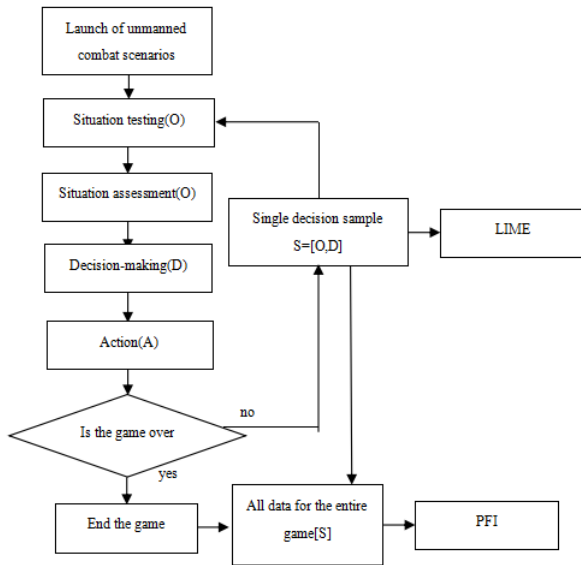 Launch of unmanned
combat scenarios
Situation testing(O)
Situation assessment(O)
Single decision sample
S=[O,D]
LIME
Decision-making(D)
Action(A)
no
Is the game over
yes
End the game
All data for the entire
game[S]
PFI